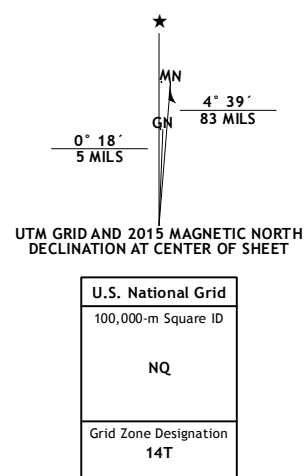 ★
MN
GN
4° 39´
83 MILS
0° 18´
5 MILS
UTM GRID AND 2015 MAGNETIC NORTH
DECLINATION AT CENTER OF SHEET
U.S. National Grid
100,000-m Square ID
NQ
Grid Zone Designation
14T